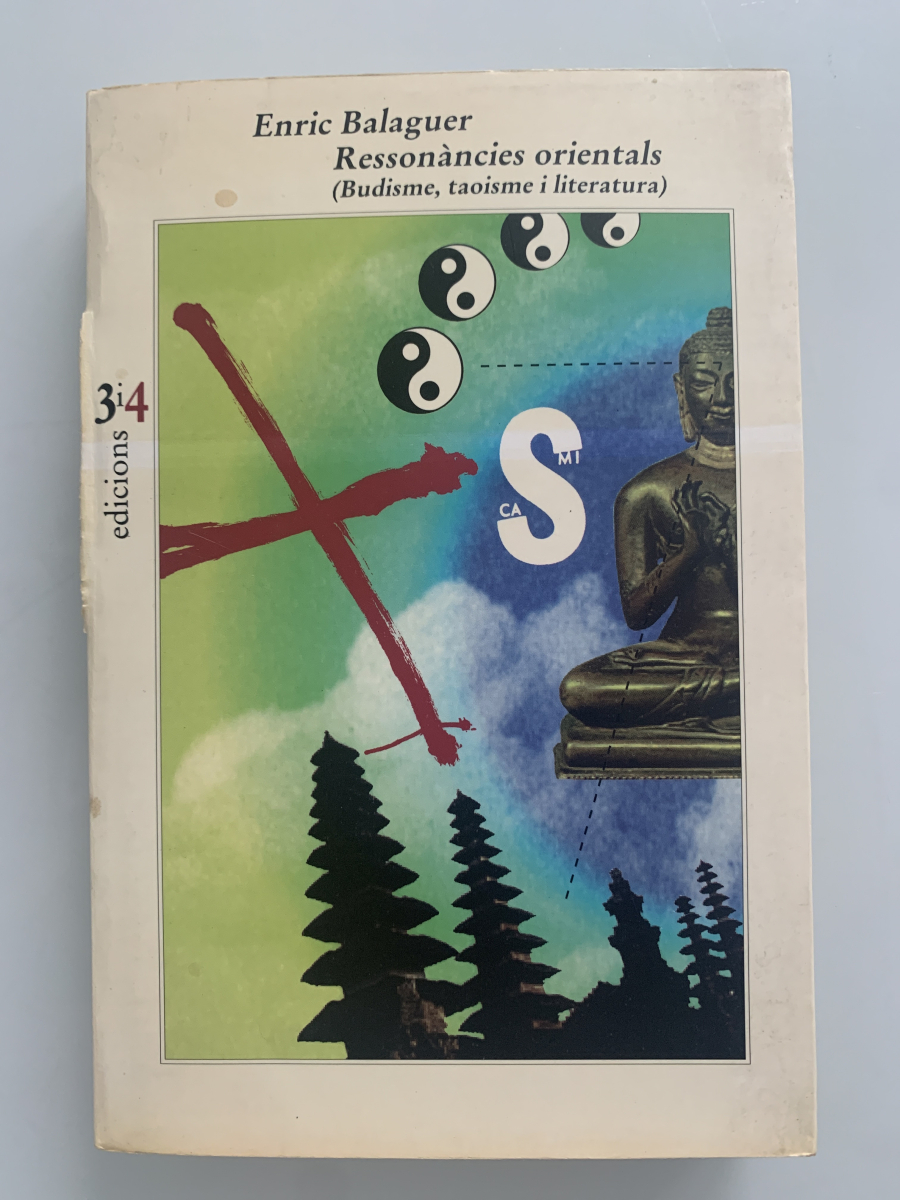 Enric Balaguer
Ressonàncies orientals
(Budisme, taoisme i literatura)
3i4
edicions
S
MI
CA